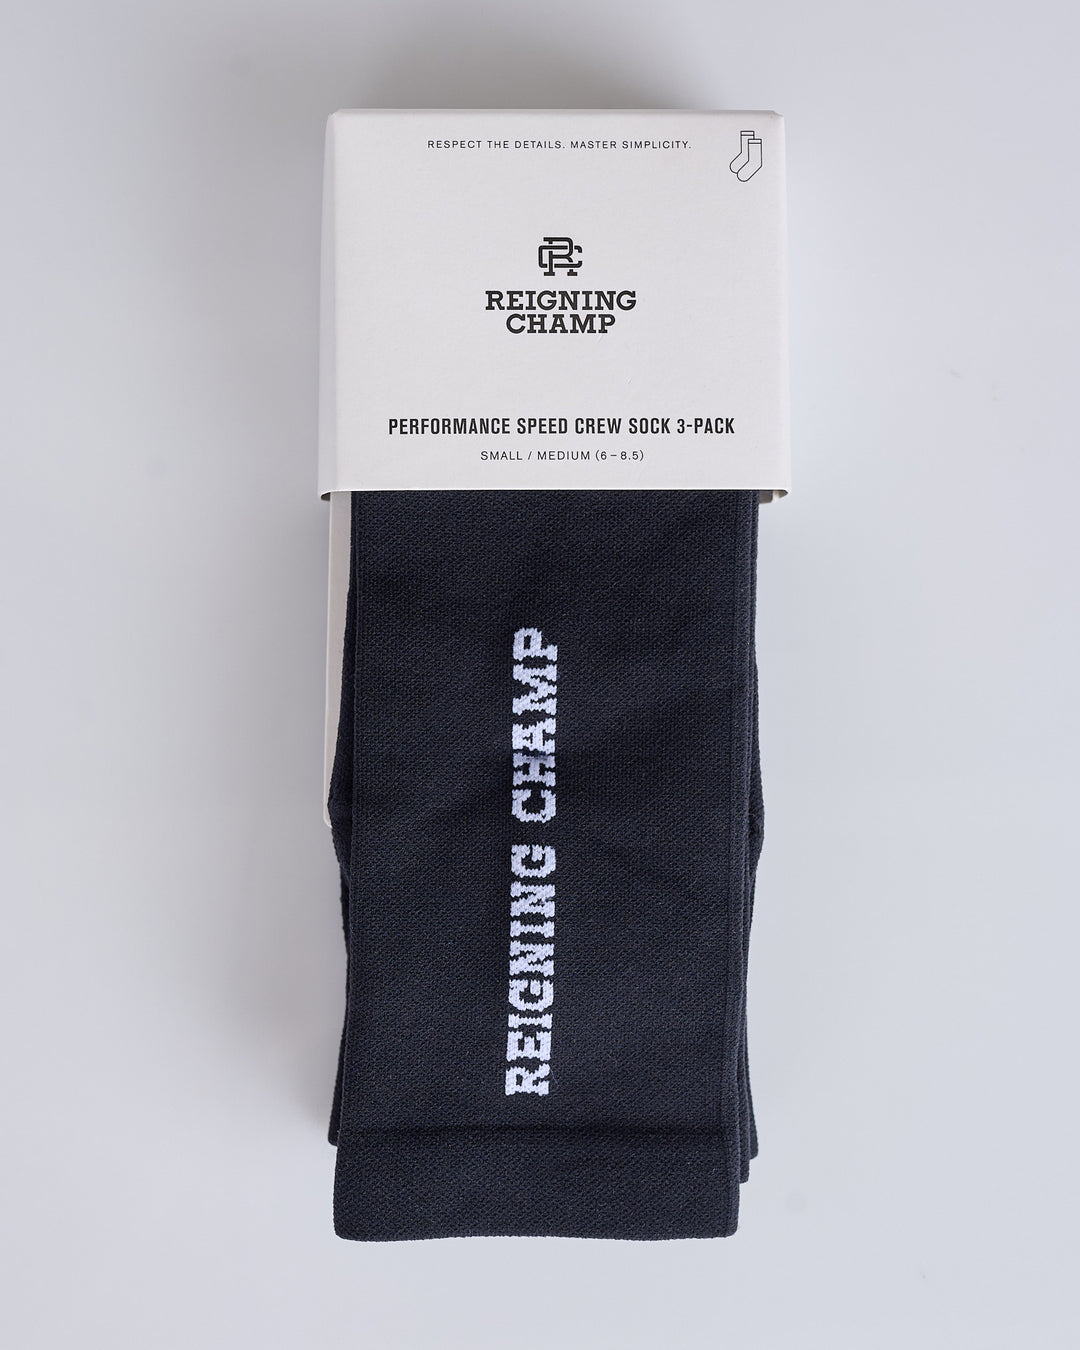 RESPECT THE DETAILS. MASTER SIMPLICITY.
RC
REIGNING
CHAMP
PERFORMANCE SPEED CREW SOCK 3-PACK
SMALL / MEDIUM (6 – 8.5)
REIGNING CHAMP